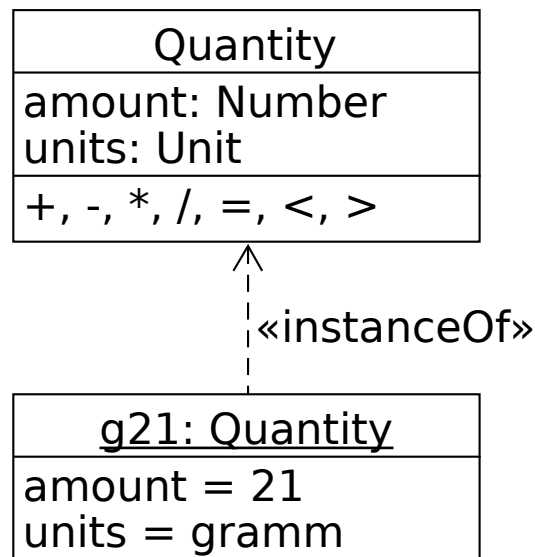 Quantity
amount: Number
units: Unit
+, -, *, /, =, <, >
«instanceOf»
g21: Quantity
amount = 21
units = gramm